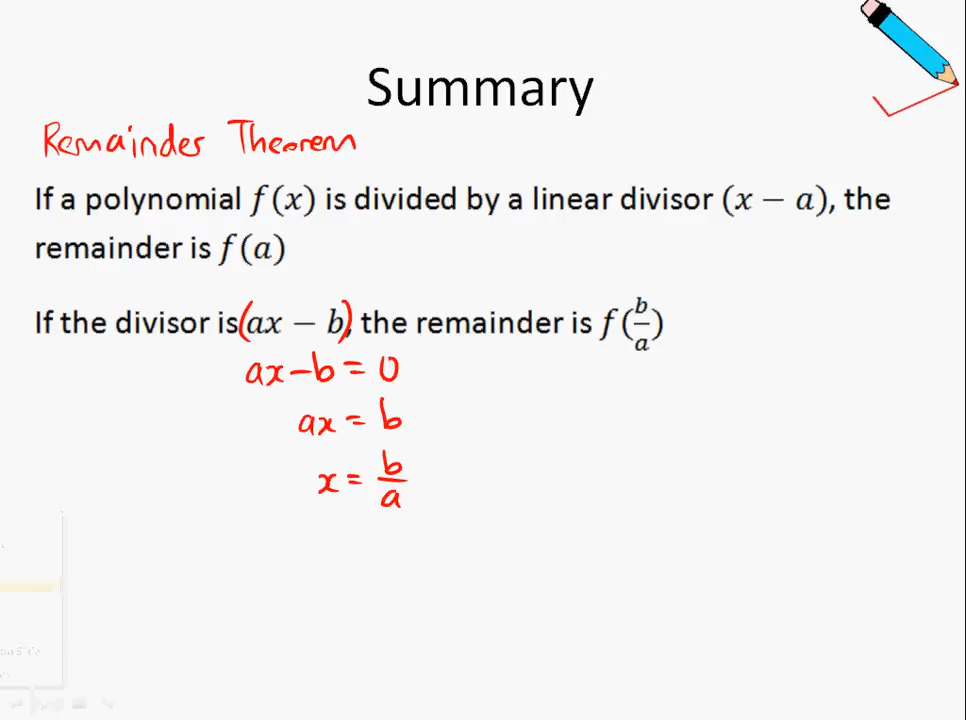 Summary
Remainder Theorem
If a polynomial f(x) is divided by a linear divisor (x − a), the
remainder is f(a)
If the divisor is (ax − b), the remainder is f(b/a)
ax − b = 0
ax = b
x = b/a